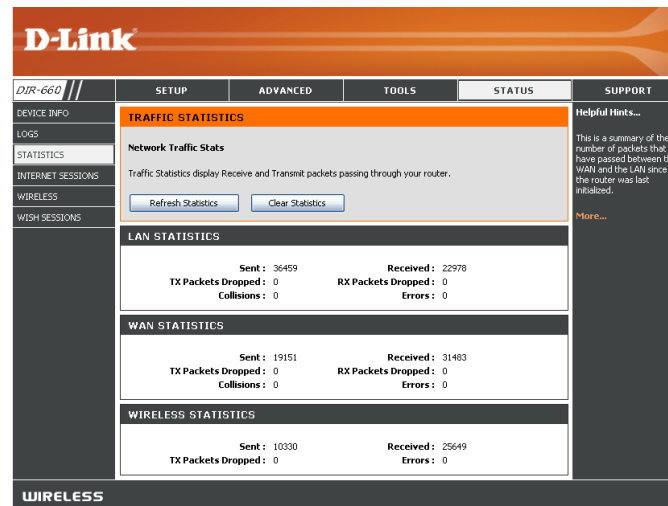 D-Link
DIR-660
SETUP ADVANCED TOOLS STATUS SUPPORT
DEVICE INFO
LOGS
STATISTICS
INTERNET SESSIONS
WIRELESS
WISH SESSIONS
TRAFFIC STATISTICS
Network Traffic Stats
Traffic Statistics display Receive and Transmit packets passing through your router.
Refresh Statistics Clear Statistics
LAN STATISTICS
Sent : 36459 Received : 22978
TX Packets Dropped : 0 RX Packets Dropped : 0
Collisions : 0 Errors : 0
WAN STATISTICS
Sent : 19151 Received : 31483
TX Packets Dropped : 0 RX Packets Dropped : 0
Collisions : 0 Errors : 0
WIRELESS STATISTICS
Sent : 10330 Received : 25649
TX Packets Dropped : 0 Errors : 0
Helpful Hints...
This is a summary of the
number of packets that
have passed between t
WAN and the LAN since
the router was last
initialized.
More...
WIRELESS